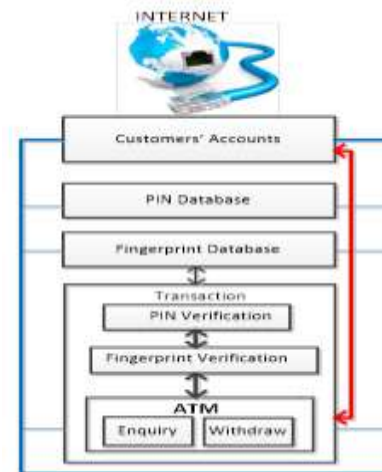 INTERNET
Customers' Accounts
PIN Database
Fingerprint Database
Transaction
PIN Verification
Fingerprint Verification
ATM
Enquiry
Withdraw